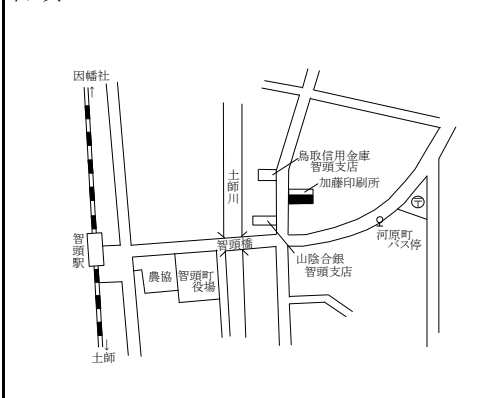 因幡社
↑
鳥取信用金庫
智頭支店
加藤印刷所
土師川
〒
智頭橋
河原町
バス停
智頭駅
山陰合銀
智頭支店
農協
智頭町
役場
↓
土師